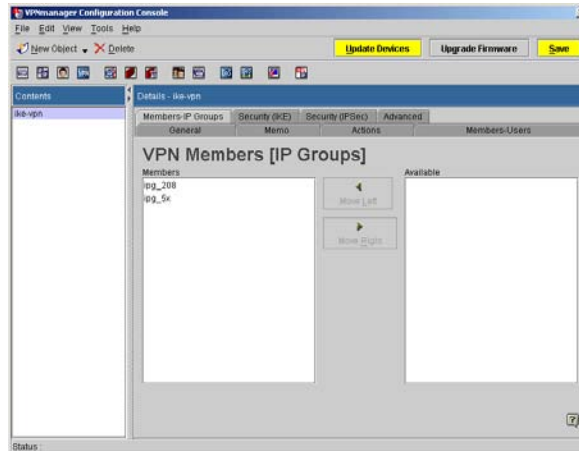 VPNmanager Configuration Console
File Edit View Tools Help
New Object Delete Update Devices Upgrade Firmware Save
VPN
Contents Details - ike-vpn
ike-vpn
Members-IP Groups Security (IKE) Security (IPSec) Advanced
General Memo Actions Members-Users
VPN Members [IP Groups]
Members Available
ipg_208
ipg_5x
Move Left
Move Right
Status :